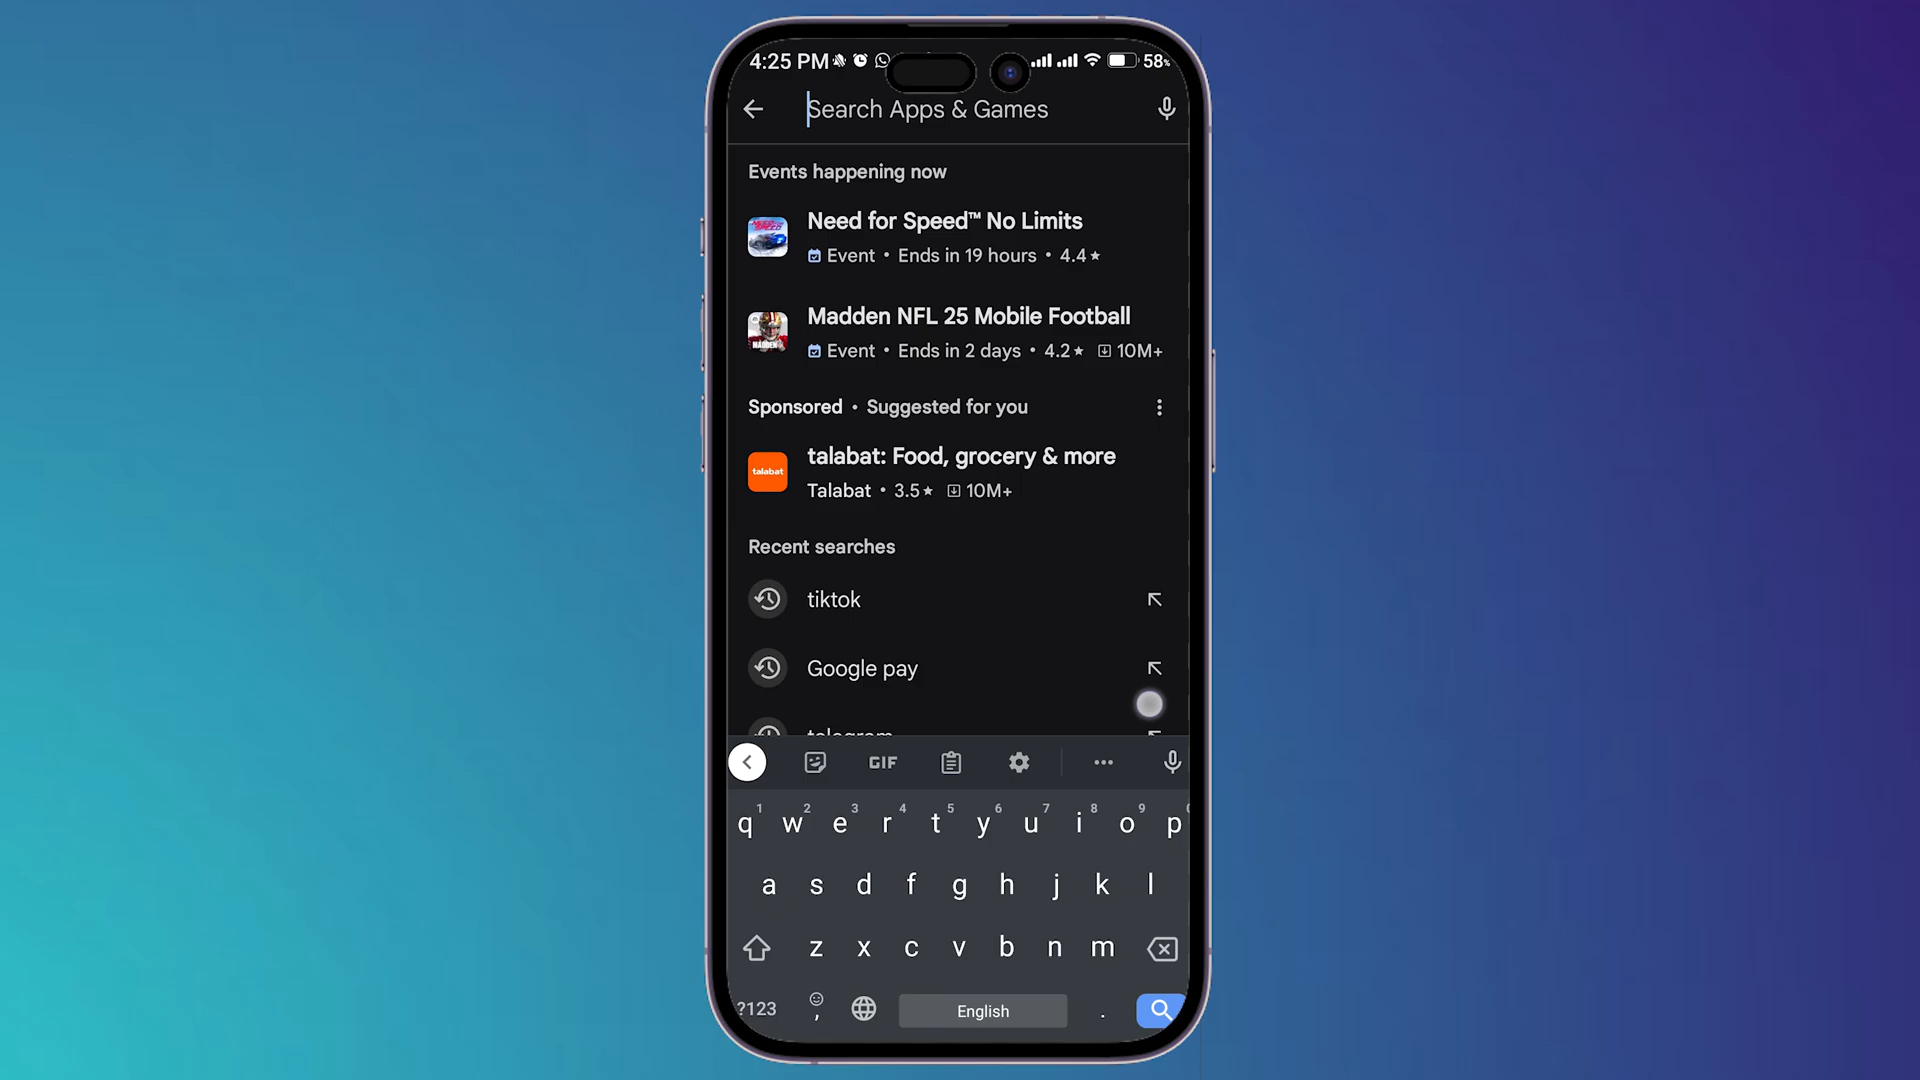 4:25 PM 58%
Search Apps & Games
Events happening now
Need for Speed™ No Limits
Event • Ends in 19 hours • 4.4★
Madden NFL 25 Mobile Football
Event • Ends in 2 days • 4.2★ 10M+
Sponsored • Suggested for you
talabat
talabat: Food, grocery & more
Talabat • 3.5★ 10M+
Recent searches
tiktok
Google pay
telegram
GIF
1 2 3 4 5 6 7 8 9
q w e r t y u i o p
a s d f g h j k l
z x c v b n m
?123 , English .